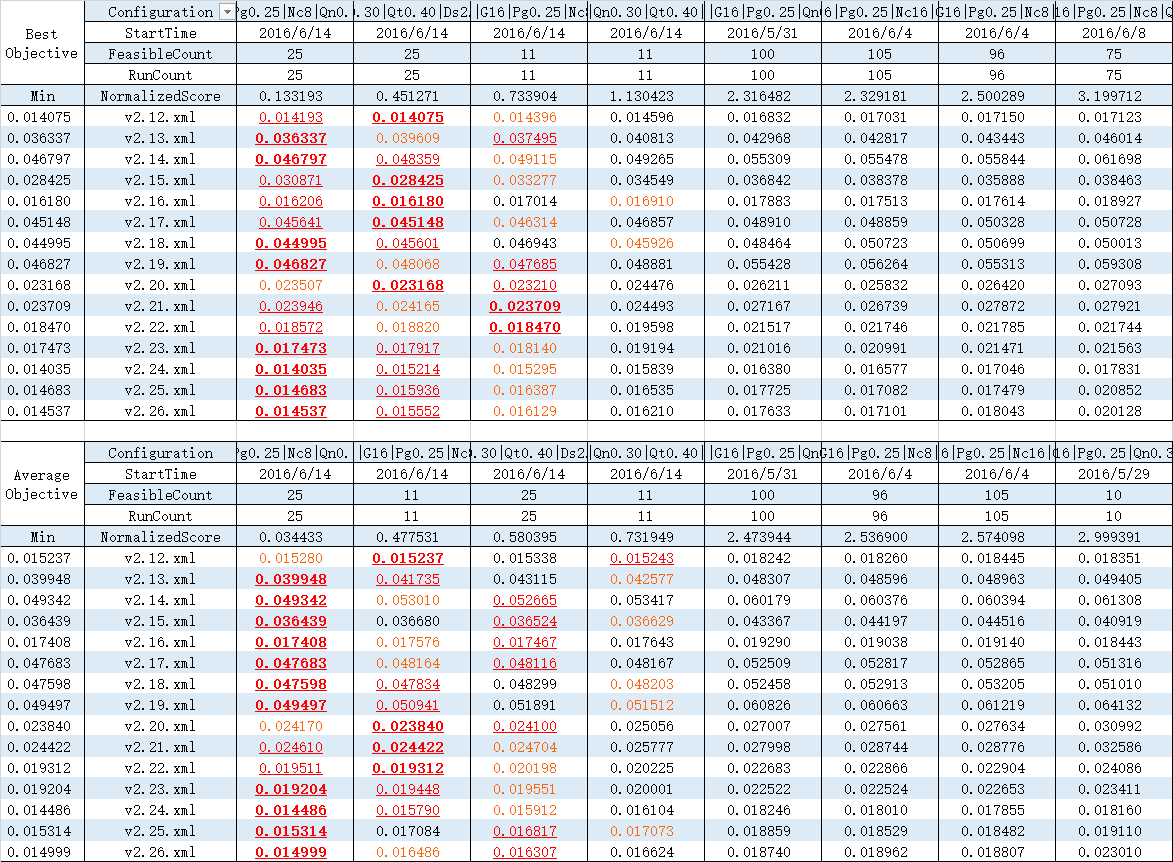 Best Objective Configuration Pg0.25|Nc8|Qn0. .30|Qt0.40|Ds2. |G16|Pg0.25|Nc8 Qn0.30|Qt0.40| |G16|Pg0.25|Qn0 6|Pg0.25|Nc16| G16|Pg0.25|Nc8| 16|Pg0.25|Nc8|Q
StartTime 2016/6/14 2016/6/14 2016/6/14 2016/6/14 2016/5/31 2016/6/4 2016/6/4 2016/6/8
FeasibleCount 25 25 11 11 100 105 96 75
RunCount 25 25 11 11 100 105 96 75
Min NormalizedScore 0.133193 0.451271 0.733904 1.130423 2.316482 2.329181 2.500289 3.199712
0.014075 v2.12.xml 0.014193 0.014075 0.014396 0.014596 0.016832 0.017031 0.017150 0.017123
0.036337 v2.13.xml 0.036337 0.039609 0.037495 0.040813 0.042968 0.042817 0.043443 0.046014
0.046797 v2.14.xml 0.046797 0.048359 0.049115 0.049265 0.055309 0.055478 0.055844 0.061698
0.028425 v2.15.xml 0.030871 0.028425 0.033277 0.034549 0.036842 0.038378 0.035888 0.038463
0.016180 v2.16.xml 0.016206 0.016180 0.017014 0.016910 0.017883 0.017513 0.017614 0.018927
0.045148 v2.17.xml 0.045641 0.045148 0.046314 0.046857 0.048910 0.048859 0.050328 0.050728
0.044995 v2.18.xml 0.044995 0.045601 0.046943 0.045926 0.048464 0.050723 0.050699 0.050013
0.046827 v2.19.xml 0.046827 0.048068 0.047685 0.048881 0.055428 0.056264 0.055313 0.059308
0.023168 v2.20.xml 0.023507 0.023168 0.023210 0.024476 0.026211 0.025832 0.026420 0.027093
0.023709 v2.21.xml 0.023946 0.024165 0.023709 0.024493 0.027167 0.026739 0.027872 0.027921
0.018470 v2.22.xml 0.018572 0.018820 0.018470 0.019598 0.021517 0.021746 0.021785 0.021744
0.017473 v2.23.xml 0.017473 0.017917 0.018140 0.019194 0.021016 0.020991 0.021471 0.021563
0.014035 v2.24.xml 0.014035 0.015214 0.015295 0.015839 0.016380 0.016577 0.017046 0.017831
0.014683 v2.25.xml 0.014683 0.015936 0.016387 0.016535 0.017725 0.017082 0.017479 0.020852
0.014537 v2.26.xml 0.014537 0.015552 0.016129 0.016210 0.017633 0.017101 0.018043 0.020128
Average Objective Configuration Pg0.25|Nc8|Qn0. |G16|Pg0.25|Nc8 .30|Qt0.40|Ds2. Qn0.30|Qt0.40| |G16|Pg0.25|Qn0 G16|Pg0.25|Nc8| 6|Pg0.25|Nc16| 16|Pg0.25|Qn0.3
StartTime 2016/6/14 2016/6/14 2016/6/14 2016/6/14 2016/5/31 2016/6/4 2016/6/4 2016/5/29
FeasibleCount 25 11 25 11 100 96 105 10
RunCount 25 11 25 11 100 96 105 10
Min NormalizedScore 0.034433 0.477531 0.580395 0.731949 2.473944 2.536900 2.574098 2.999391
0.015237 v2.12.xml 0.015280 0.015237 0.015338 0.015243 0.018242 0.018260 0.018445 0.018351
0.039948 v2.13.xml 0.039948 0.041735 0.043115 0.042577 0.048307 0.048596 0.048963 0.049405
0.049342 v2.14.xml 0.049342 0.053010 0.052665 0.053417 0.060179 0.060376 0.060394 0.061308
0.036439 v2.15.xml 0.036439 0.036680 0.036524 0.036629 0.043367 0.044197 0.044516 0.040919
0.017408 v2.16.xml 0.017408 0.017576 0.017467 0.017643 0.019290 0.019038 0.019140 0.018443
0.047683 v2.17.xml 0.047683 0.048164 0.048116 0.048167 0.052509 0.052817 0.052865 0.051316
0.047598 v2.18.xml 0.047598 0.047834 0.048299 0.048203 0.052458 0.052913 0.053205 0.051010
0.049497 v2.19.xml 0.049497 0.050941 0.051891 0.051512 0.060826 0.060663 0.061219 0.064132
0.023840 v2.20.xml 0.024170 0.023840 0.024100 0.025056 0.027007 0.027561 0.027634 0.030992
0.024422 v2.21.xml 0.024610 0.024422 0.024704 0.025777 0.027998 0.028744 0.028776 0.032586
0.019312 v2.22.xml 0.019511 0.019312 0.020198 0.020225 0.022683 0.022866 0.022904 0.024086
0.019204 v2.23.xml 0.019204 0.019448 0.019551 0.020001 0.022522 0.022524 0.022653 0.023411
0.014486 v2.24.xml 0.014486 0.015790 0.015912 0.016104 0.018246 0.018010 0.017855 0.018160
0.015314 v2.25.xml 0.015314 0.017084 0.016817 0.017073 0.018859 0.018529 0.018482 0.019110
0.014999 v2.26.xml 0.014999 0.016486 0.016307 0.016624 0.018740 0.018962 0.018807 0.023010